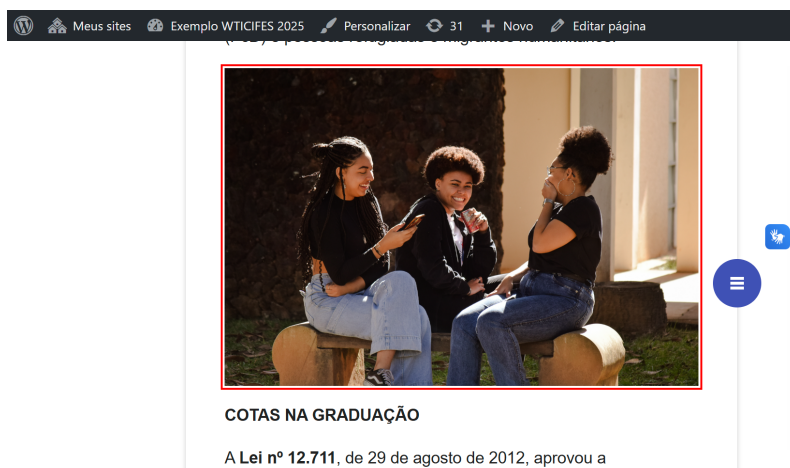 Meus sites Exemplo WTICIFES 2025 Personalizar 31 Novo Editar página
COTAS NA GRADUAÇÃO
A Lei nº 12.711, de 29 de agosto de 2012, aprovou a